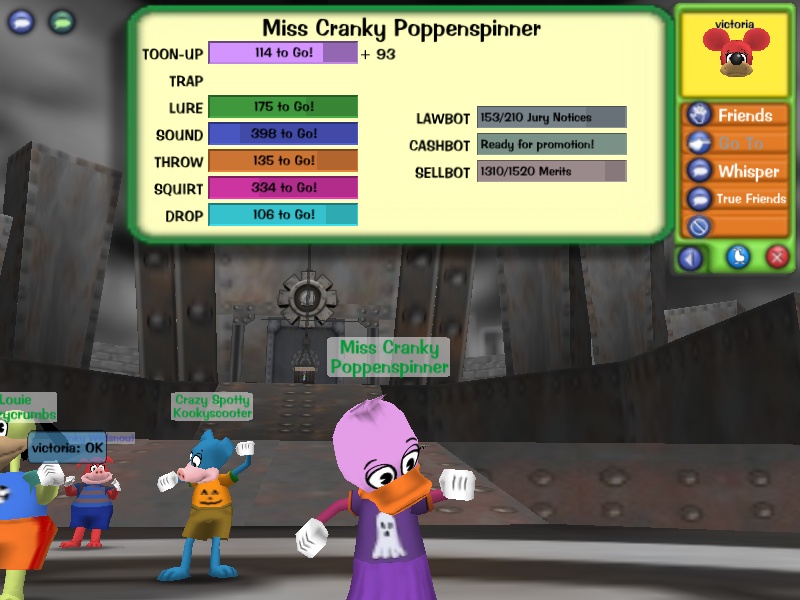 Miss Cranky Poppenspinner
TOON-UP 114 to Go! + 93
TRAP
LURE 175 to Go!
SOUND 398 to Go!
THROW 135 to Go!
SQUIRT 334 to Go!
DROP 106 to Go!
LAWBOT 153/210 Jury Notices
CASHBOT Ready for promotion!
SELLBOT 1310/1520 Merits
victoria
Friends
Go To
Whisper
True Friends
Miss Cranky
Poppenspinner
Crazy Spotty
Kookyscooter
Louie
zycrumbs
victoria: OK